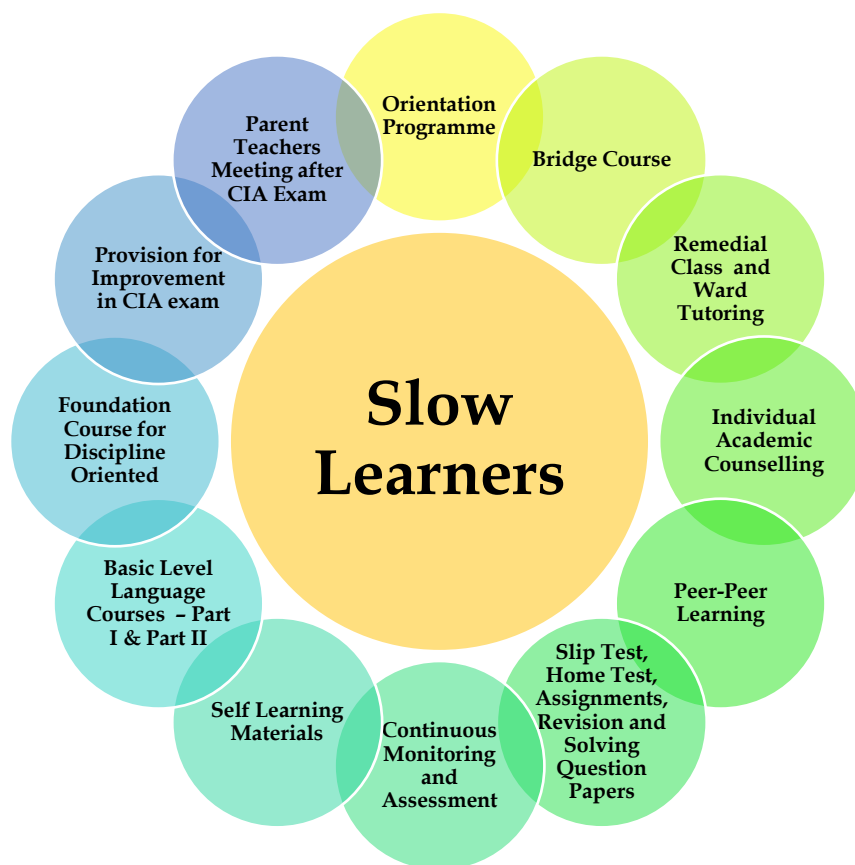 Orientation
Programme
Bridge Course
Remedial
Class and
Ward
Tutoring
Individual
Academic
Counselling
Peer-Peer
Learning
Slip Test,
Home Test,
Assignments,
Revision and
Solving
Question
Papers
Continuous
Monitoring
and
Assessment
Self Learning
Materials
Basic Level
Language
Courses – Part
I & Part II
Foundation
Course for
Discipline
Oriented
Provision for
Improvement
in CIA exam
Parent
Teachers
Meeting after
CIA Exam
Slow
Learners